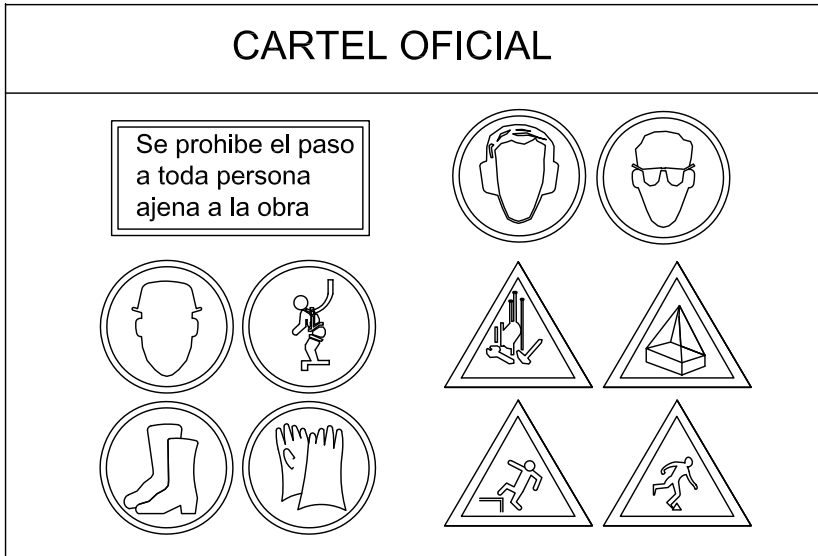 CARTEL OFICIAL
Se prohibe el paso
a toda persona
ajena a la obra